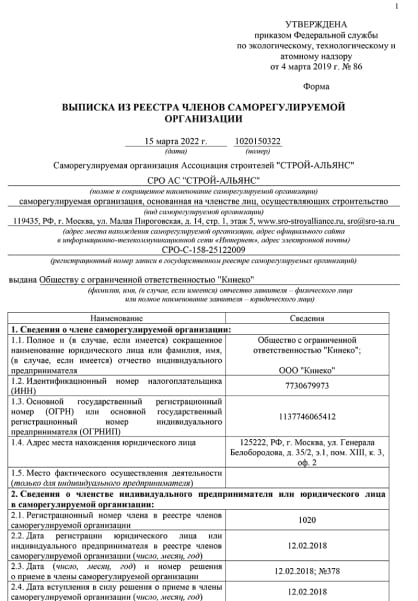 1
УТВЕРЖДЕНА
приказом Федеральной службы
по экологическому, технологическому и
атомному надзору
от 4 марта 2019 г. № 86
Форма
ВЫПИСКА ИЗ РЕЕСТРА ЧЛЕНОВ САМОРЕГУЛИРУЕМОЙ
ОРГАНИЗАЦИИ
15 марта 2022 г. 1020150322
(дата) (номер)
Саморегулируемая организация Ассоциация строителей "СТРОЙ-АЛЬЯНС"
СРО АС "СТРОЙ-АЛЬЯНС"
(полное и сокращенное наименование саморегулируемой организации)
саморегулируемая организация, основанная на членстве лиц, осуществляющих строительство
(вид саморегулируемой организации)
119435, РФ, г. Москва, ул. Малая Пироговская, д. 14, стр. 1, этаж 5, www.sro-stroyalliance.ru, sro@sro-sa.ru
(адрес места нахождения саморегулируемой организации, адрес официального сайта
в информационно-телекоммуникационной сети «Интернет», адрес электронной почты)
СРО-С-158-25122009
(регистрационный номер записи в государственном реестре саморегулируемых организаций)
выдана Обществу с ограниченной ответственностью "Кинеко"
(фамилия, имя, (в случае, если имеется) отчество заявителя – физического лица
или полное наименование заявителя – юридического лица)
Наименование Сведения
1. Сведения о члене саморегулируемой организации:
1.1. Полное и (в случае, если имеется) сокращенное
наименование юридического лица или фамилия, имя,
(в случае, если имеется) отчество индивидуального
предпринимателя
Общество с ограниченной
ответственностью "Кинеко";
ООО "Кинеко"
1.2. Идентификационный номер налогоплательщика
(ИНН)
7730679973
1.3. Основной государственный регистрационный
номер (ОГРН) или основной государственный
регистрационный номер индивидуального
предпринимателя (ОГРНИП)
1137746065412
1.4. Адрес места нахождения юридического лица
125222, РФ, г. Москва, ул. Генерала
Белобородова, д. 35/2, э.1, пом. XIII, к. 3,
оф. 2
1.5. Место фактического осуществления деятельности
(только для индивидуального предпринимателя)
2. Сведения о членстве индивидуального предпринимателя или юридического лица
в саморегулируемой организации:
2.1. Регистрационный номер члена в реестре членов
саморегулируемой организации
1020
2.2. Дата регистрации юридического лица или
индивидуального предпринимателя в реестре членов
саморегулируемой организации (число, месяц, год)
12.02.2018
2.3. Дата (число, месяц, год) и номер решения
о приеме в члены саморегулируемой организации
12.02.2018; №378
2.4. Дата вступления в силу решения о приеме в члены
саморегулируемой организации (число, месяц, год)
12.02.2018